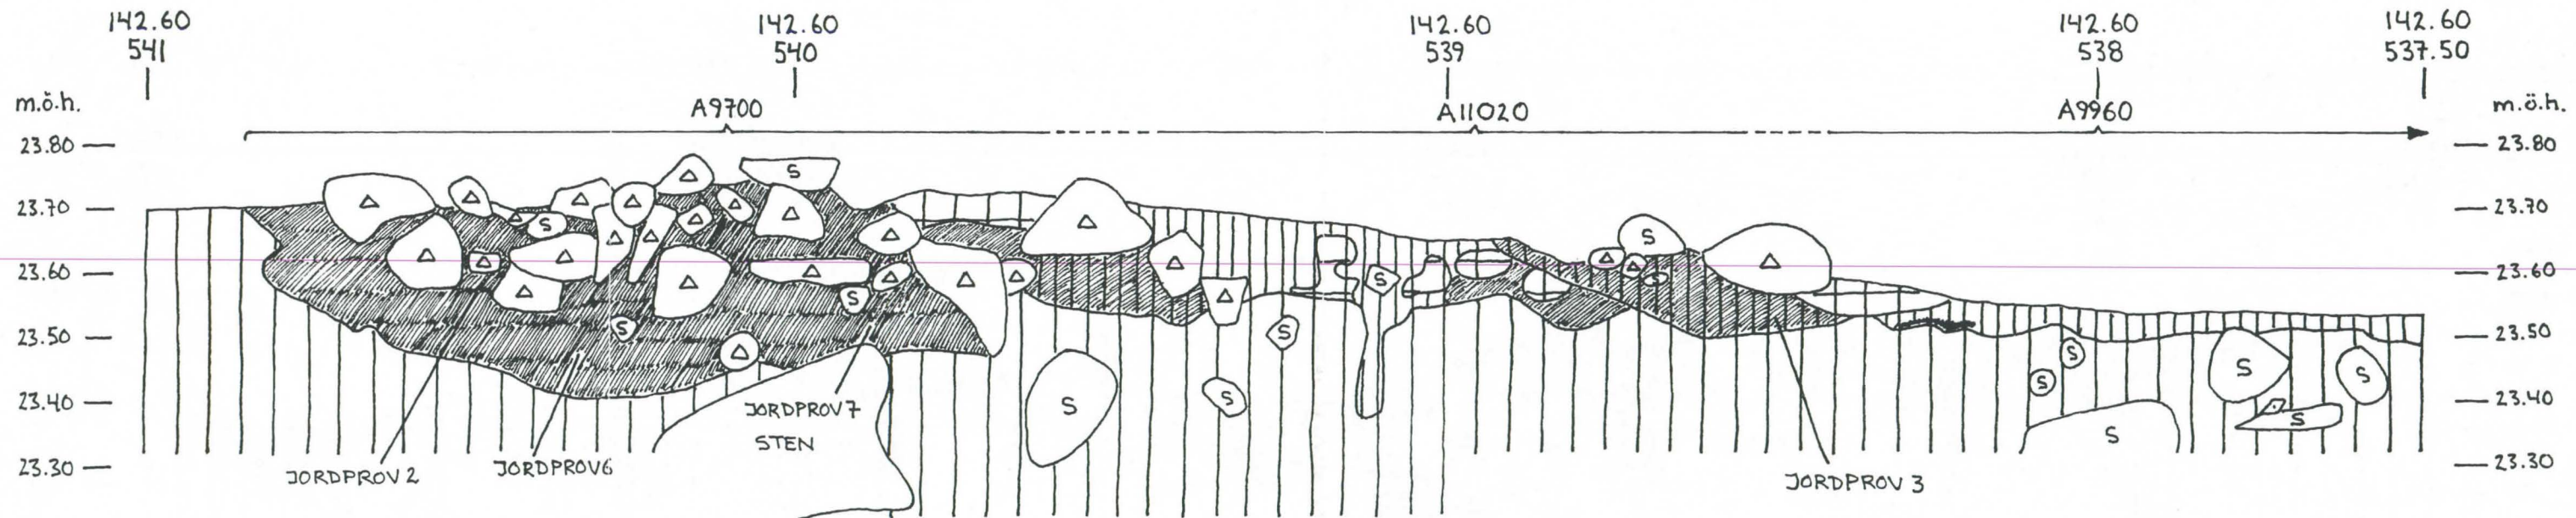 142.60 142.60 142.60 142.60 142.60
541 540 539 538 537.50
m.ö.h. A9700 A11020 A9960 m.ö.h.
23.80 23.80
S
23.70 23.70
S S
23.60 23.60
S S S
S S
23.50 23.50
S S S
S
23.40 S S S 23.40
JORDPROV 7 S
STEN S
23.30 23.30
JORDPROV 2 JORDPROV 6 JORDPROV 3